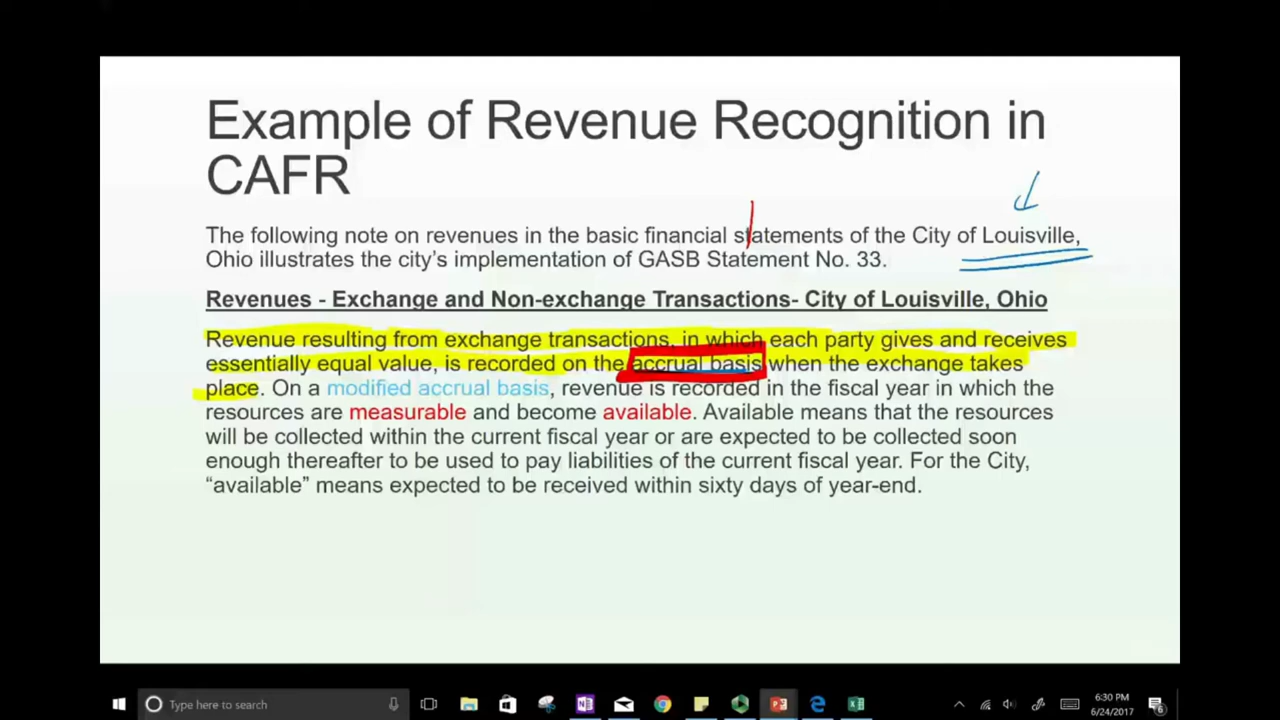 Example of Revenue Recognition in
CAFR
The following note on revenues in the basic financial statements of the City of Louisville,
Ohio illustrates the city's implementation of GASB Statement No. 33.
Revenues - Exchange and Non-exchange Transactions- City of Louisville, Ohio
Revenue resulting from exchange transactions, in which each party gives and receives
essentially equal value, is recorded on the accrual basis when the exchange takes
place. On a modified accrual basis, revenue is recorded in the fiscal year in which the
resources are measurable and become available. Available means that the resources
will be collected within the current fiscal year or are expected to be collected soon
enough thereafter to be used to pay liabilities of the current fiscal year. For the City,
“available” means expected to be received within sixty days of year-end.
Type here to search
6:30 PM
6/24/2017
6